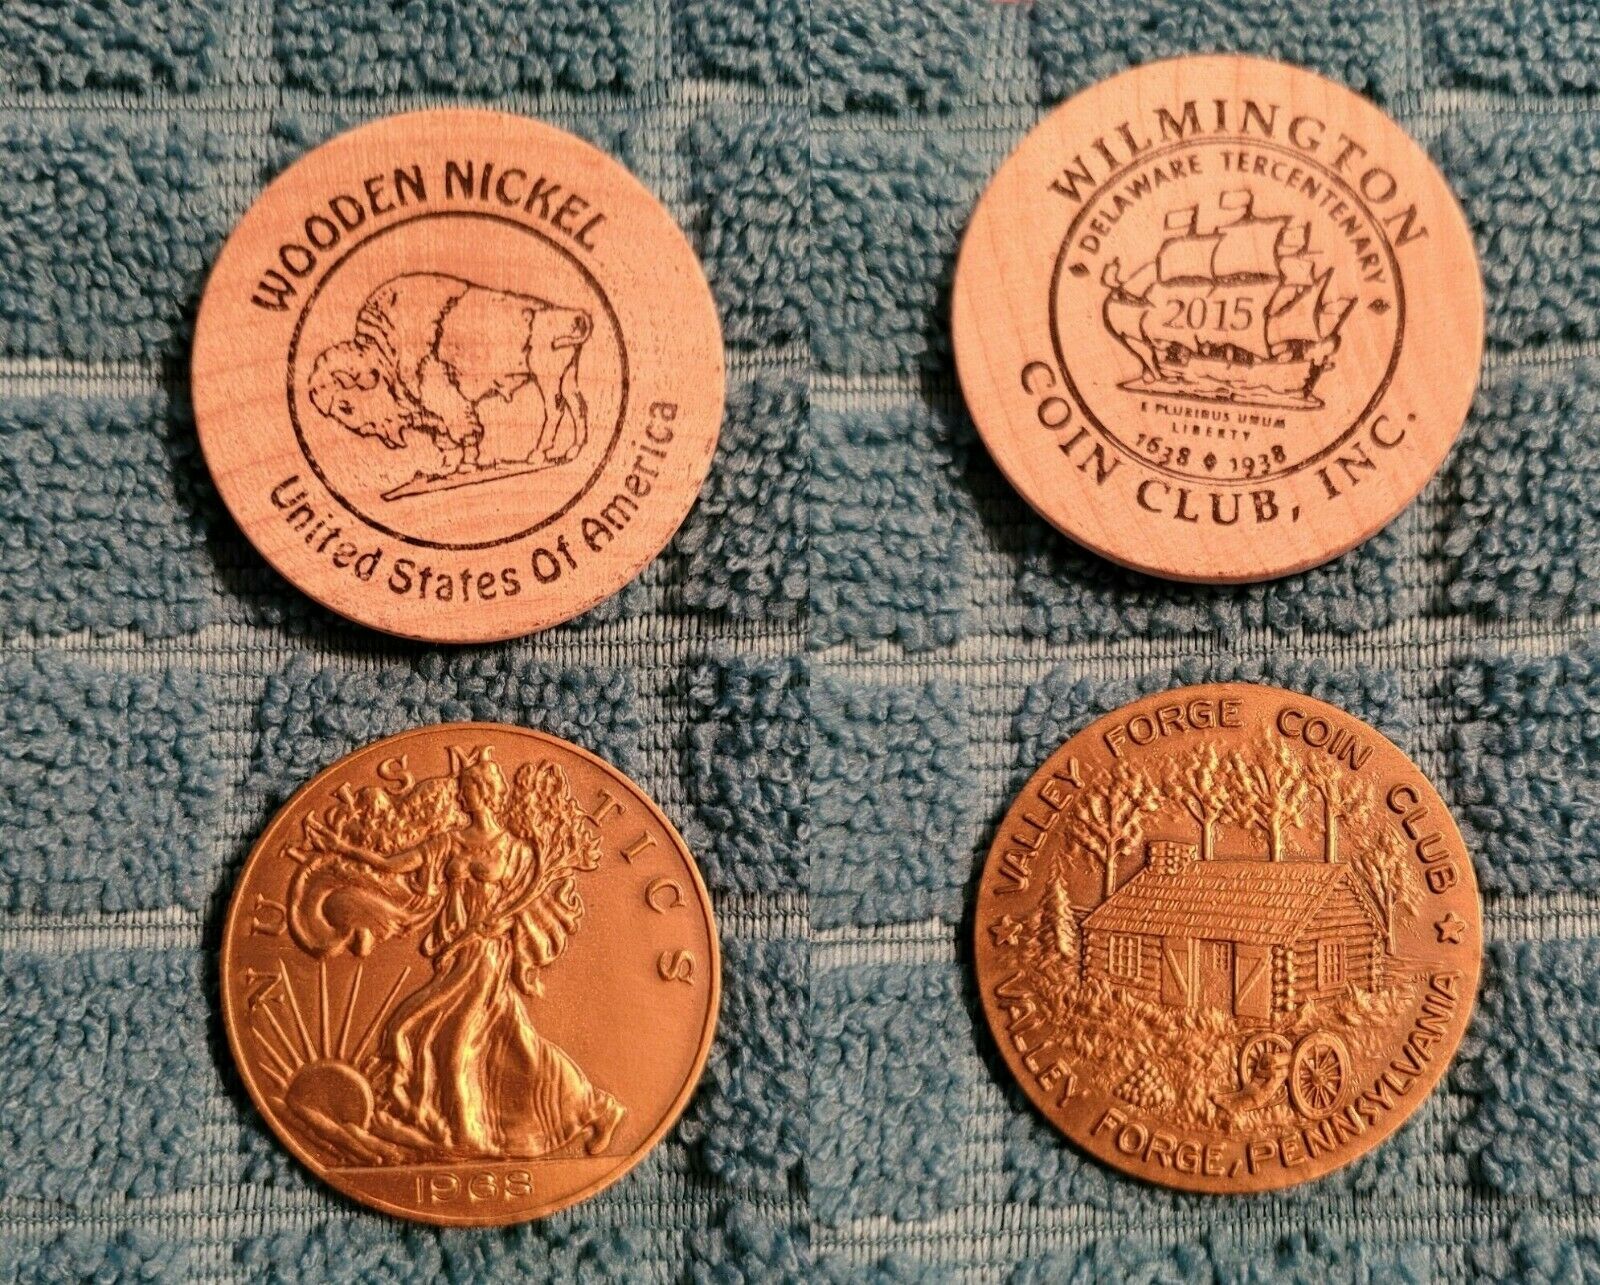 WOODEN NICKEL
United States Of America
WILMINGTON
DELAWARE TERCENTENARY
2015
E PLURIBUS UNUM
LIBERTY
1638 1938
COIN CLUB, INC.
NUMISMATICS
1968
VALLEY FORGE COIN CLUB
VALLEY FORGE, PENNSYLVANIA